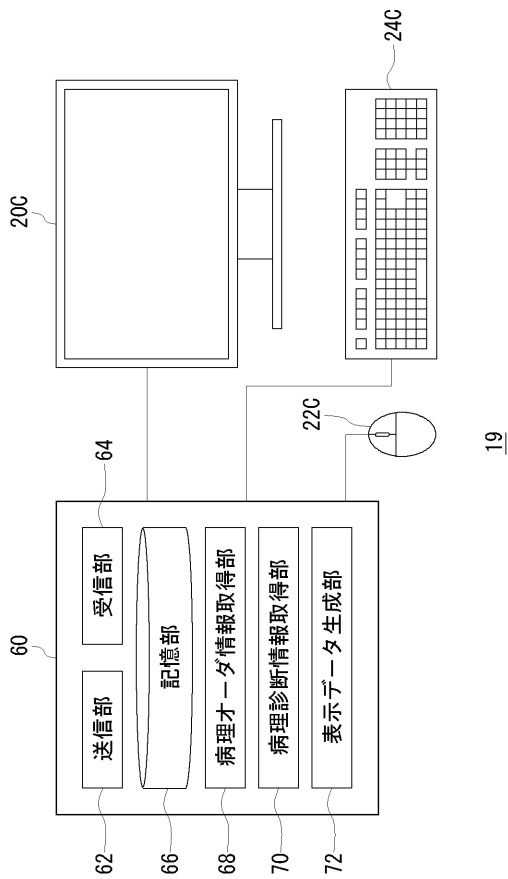 60
62
送信部
受信部
64
66
記憶部
68
病理オーダ情報取得部
70
病理診断情報取得部
72
表示データ生成部
20C
22C
24C
19